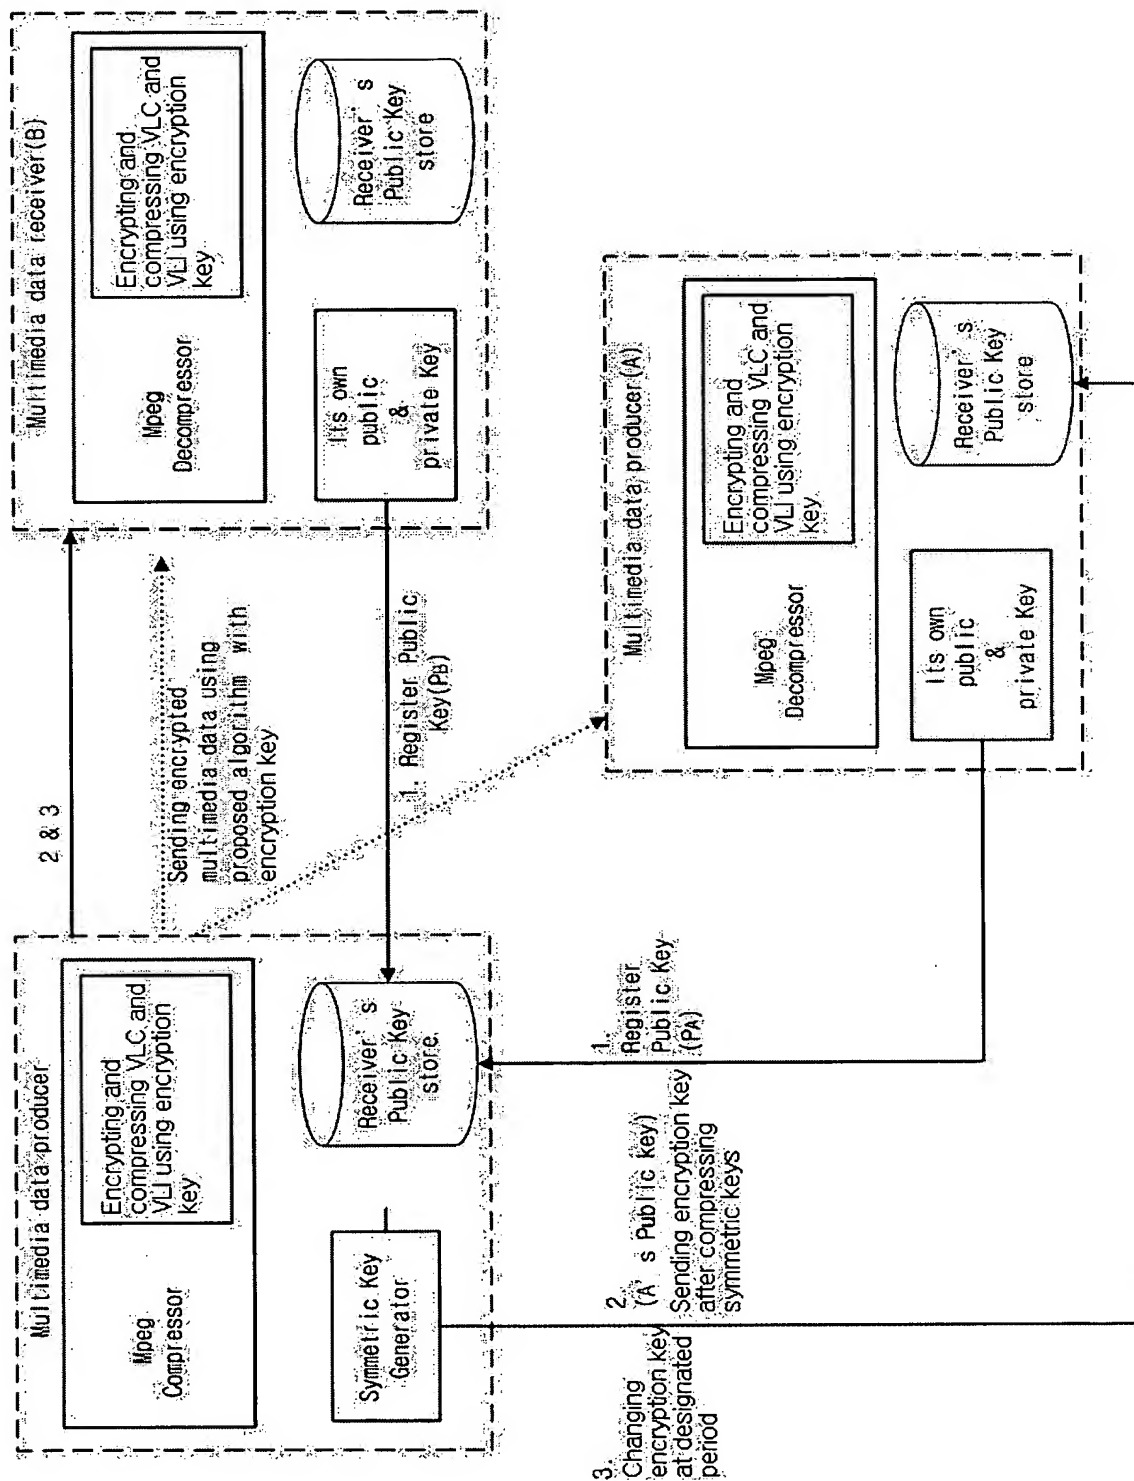 Multimedia data producer
Mpeg
Compressor
Encrypting and
compressing VLC and
VLI using encryption
key
Symmetric Key
Generator
Receiver's
Public Key
store
2 & 3
Sending encrypted
multimedia data using
proposed algorithm with
encryption key
1. Register Public
Key(PB)
Multimedia data receiver(B)
Mpeg
Decompressor
Encrypting and
compressing VLC and
VLI using encryption
key
Its own
public
&
private Key
Receiver's
Public Key
store
3.
Changing
encryption key
at designated
period
2.
(A's Public key)
Sending encryption key
after compressing
symmetric keys
1.
Register
Public Key
(PA)
Multimedia data producer(A)
Mpeg
Decompressor
Encrypting and
compressing VLC and
VLI using encryption
key
Its own
public
&
private Key
Receiver's
Public Key
store